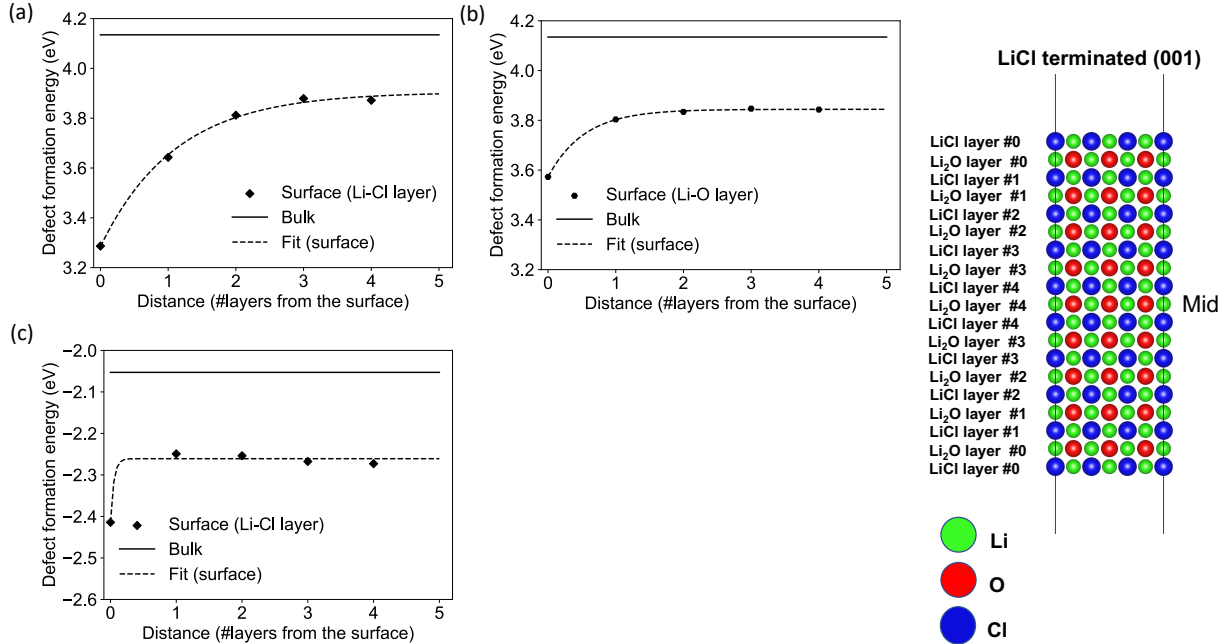 (a)
4.2
4.0
3.8
3.6
3.4
3.2
Defect formation energy (eV)
Surface (Li-Cl layer)
Bulk
Fit (surface)
0 1 2 3 4 5
Distance (#layers from the surface)
(b)
4.2
4.0
3.8
3.6
3.4
3.2
Defect formation energy (eV)
Surface (Li-O layer)
Bulk
Fit (surface)
0 1 2 3 4 5
Distance (#layers from the surface)
(c)
−2.0
−2.1
−2.2
−2.3
−2.4
−2.5
−2.6
Defect formation energy (eV)
Surface (Li-Cl layer)
Bulk
Fit (surface)
0 1 2 3 4 5
Distance (#layers from the surface)
LiCl terminated (001)
LiCl layer #0
Li₂O layer #0
LiCl layer #1
Li₂O layer #1
LiCl layer #2
Li₂O layer #2
LiCl layer #3
Li₂O layer #3
LiCl layer #4
Li₂O layer #4
Mid
LiCl layer #4
Li₂O layer #3
LiCl layer #3
Li₂O layer #2
LiCl layer #2
Li₂O layer #1
LiCl layer #1
Li₂O layer #0
LiCl layer #0
Li
O
Cl